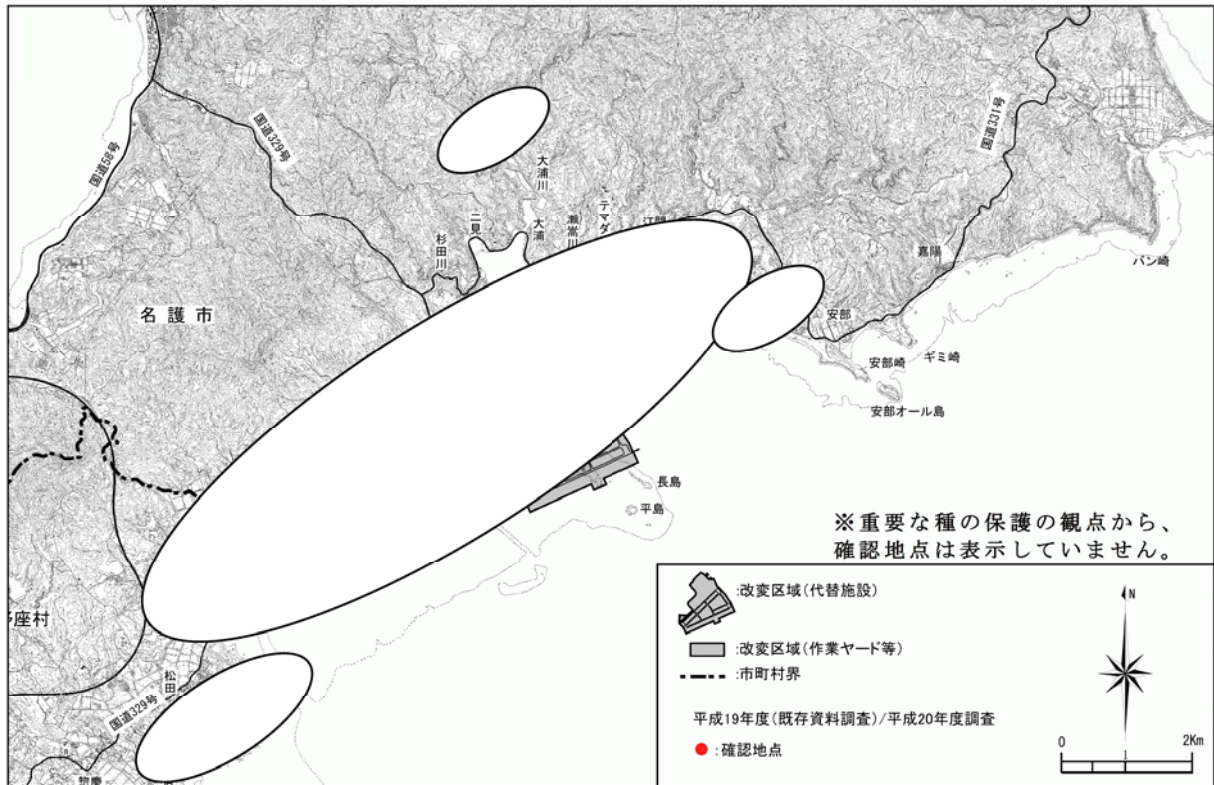 国道58号
国道329号
国道331号
大浦川
二見
大浦
瀬嵩川
テマダ
杉田川
名護市
嘉陽
バン崎
安部
安部崎
ギミ崎
安部オール島
長島
平島
座村
松田
国道329号
惣慶
※重要な種の保護の観点から、
確認地点は表示していません。
:改変区域(代替施設)
:改変区域(作業ヤード等)
:市町村界
平成19年度(既存資料調査)/平成20年度調査
:確認地点
N
0 1 2Km